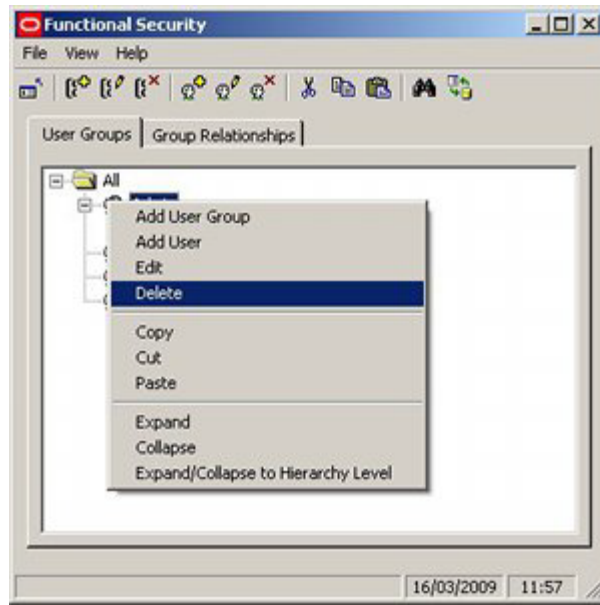 Functional Security
File View Help
User Groups Group Relationships
All
Add User Group
Add User
Edit
Delete
Copy
Cut
Paste
Expand
Collapse
Expand/Collapse to Hierarchy Level
16/03/2009 11:57